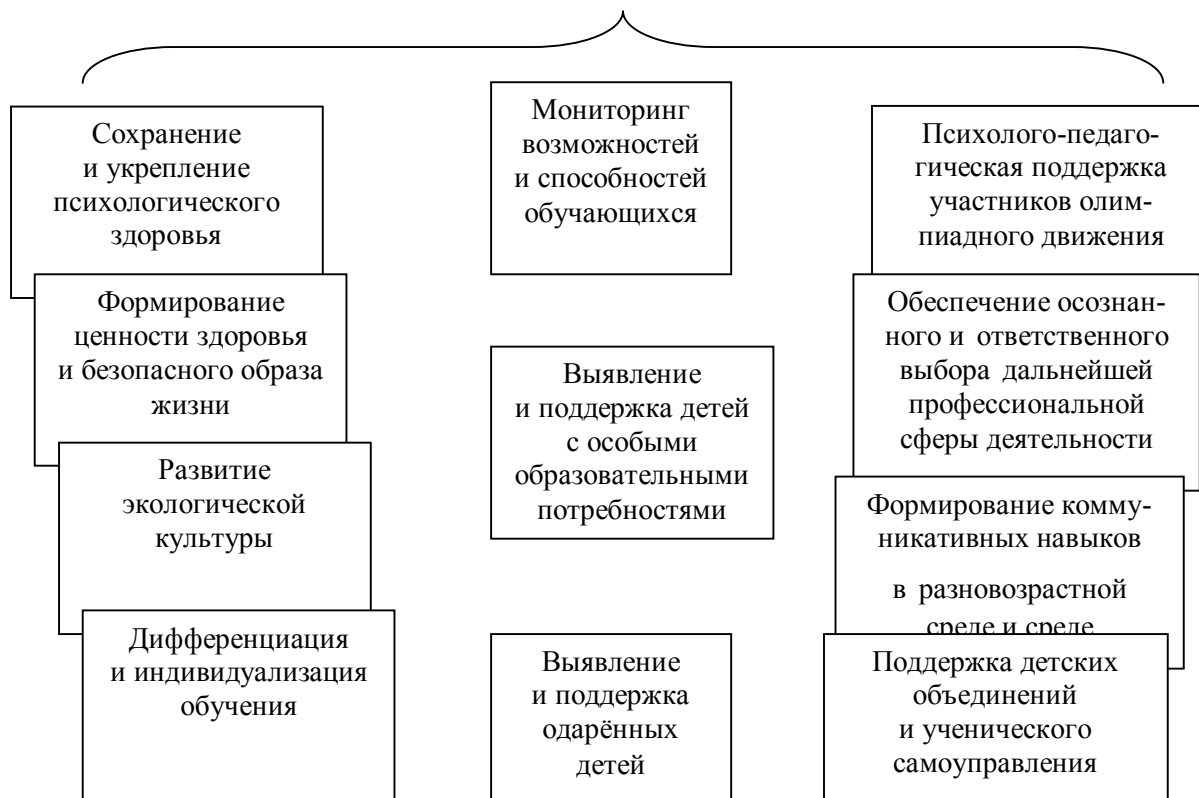 Сохранение
и укрепление
психологического
здоровья
Формирование
ценности здоровья
и безопасного образа
жизни
Развитие
экологической
культуры
Дифференциация
и индивидуализация
обучения
Мониторинг
возможностей
и способностей
обучающихся
Выявление
и поддержка детей
с особыми
образовательными
потребностями
Выявление
и поддержка
одарённых
детей
Психолого-педаго-
гическая поддержка
участников олим-
пиадного движения
Обеспечение осознан-
ного и ответственного
выбора дальнейшей
профессиональной
сферы деятельности
Формирование комму-
никативных навыков
в разновозрастной
среде и среде
Поддержка детских
объединений
и ученического
самоуправления